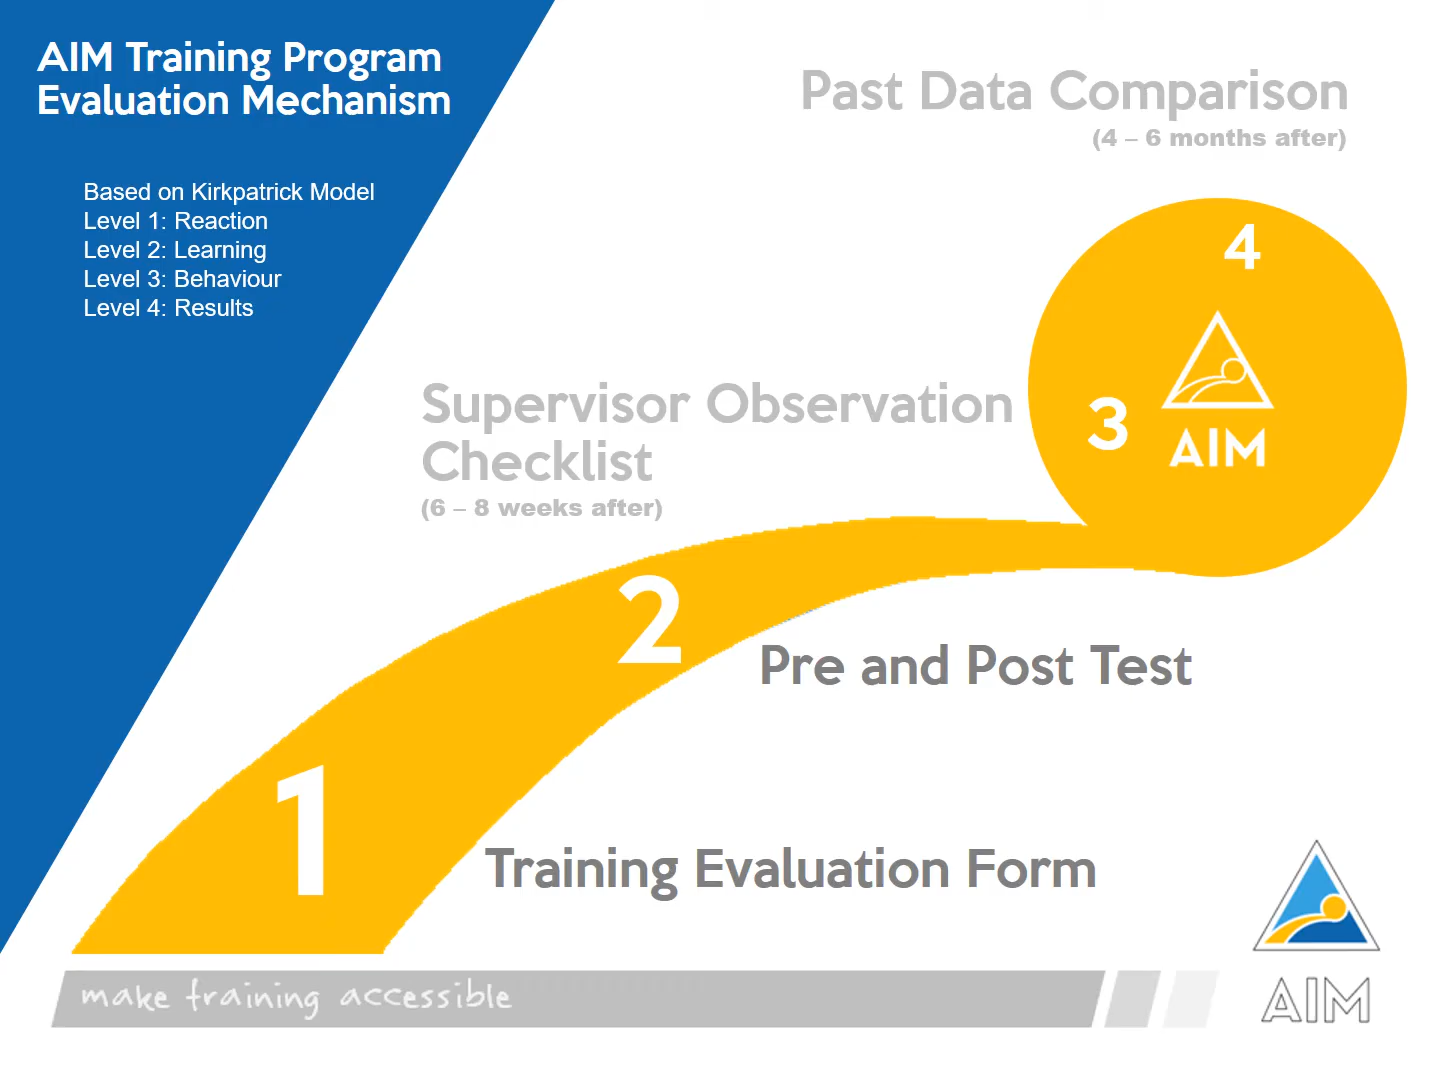 AIM Training Program
Evaluation Mechanism
Based on Kirkpatrick Model
Level 1: Reaction
Level 2: Learning
Level 3: Behaviour
Level 4: Results
Past Data Comparison
(4 – 6 months after)
4
3
AIM
Supervisor Observation
Checklist
(6 – 8 weeks after)
2
Pre and Post Test
1
Training Evaluation Form
make training accessible
AIM